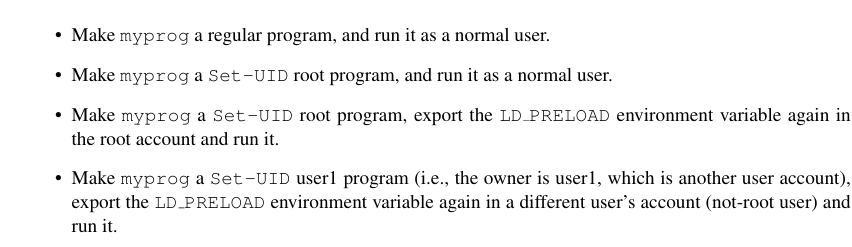 • Make myprog a regular program, and run it as a normal user.
• Make myprog a Set-UID root program, and run it as a normal user.
• Make myprog a Set-UID root program, export the LD_PRELOAD environment variable again in
the root account and run it.
• Make myprog a Set-UID user1 program (i.e., the owner is user1, which is another user account),
export the LD_PRELOAD environment variable again in a different user's account (not-root user) and
run it.